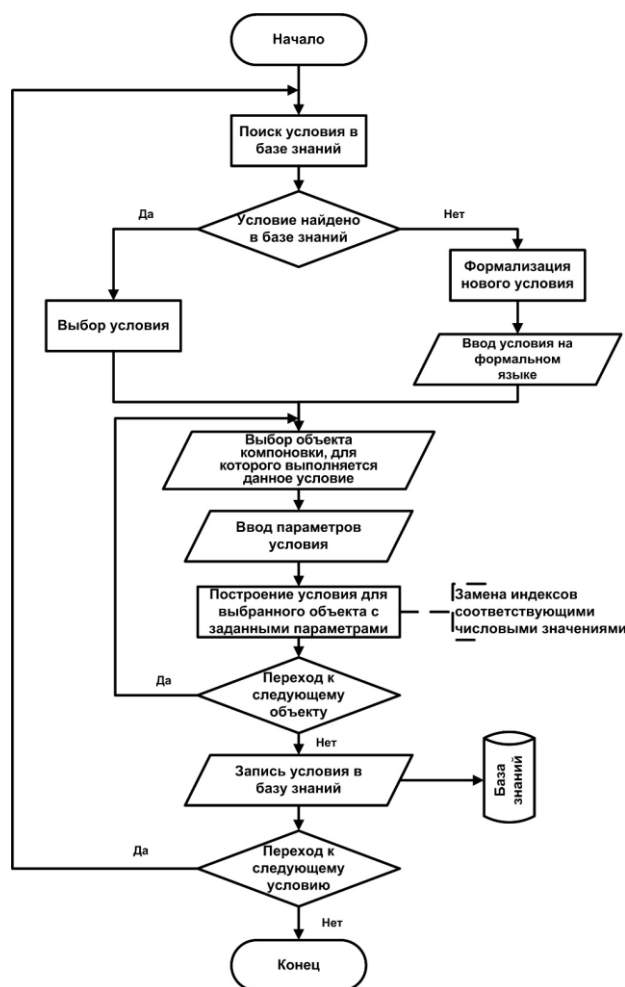 Начало
Поиск условия в
базе знаний
Да
Условие найдено
в базе знаний
Нет
Формализация
нового условия
Выбор условия
Ввод условия на
формальном
языке
Выбор объекта
компоновки, для
которого выполняется
данное условие
Ввод параметров
условия
Построение условия для
выбранного объекта с
заданными параметрами
Замена индексов
соответствующими
числовыми значениями
Да
Переход к
следующему
объекту
Нет
Запись условия в
базу знаний
База
знаний
Да
Переход к
следующему
условию
Нет
Конец